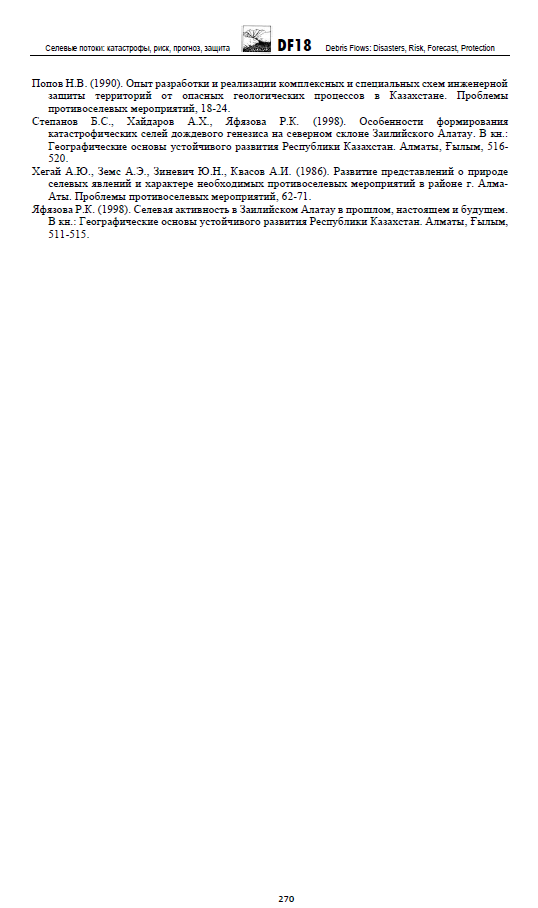 Селевые потоки: катастрофы, риск, прогноз, защита DF18 Debris Flows: Disasters, Risk, Forecast, Protection
Попов Н.В. (1990). Опыт разработки и реализации комплексных и специальных схем инженерной
защиты территорий от опасных геологических процессов в Казахстане. Проблемы
противоселевых мероприятий, 18-24.
Степанов Б.С., Хайдаров А.Х., Яфязова Р.К. (1998). Особенности формирования
катастрофических селей дождевого генезиса на северном склоне Заилийского Алатау. В кн.:
Географические основы устойчивого развития Республики Казахстан. Алматы, Ғылым, 516-
520.
Хегай А.Ю., Земс А.Э., Зиневич Ю.Н., Квасов А.И. (1986). Развитие представлений о природе
селевых явлений и характере необходимых противоселевых мероприятий в районе г. Алма-
Аты. Проблемы противоселевых мероприятий, 62-71.
Яфязова Р.К. (1998). Селевая активность в Заилийском Алатау в прошлом, настоящем и будущем.
В кн.: Географические основы устойчивого развития Республики Казахстан. Алматы, Ғылым,
511-515.
270